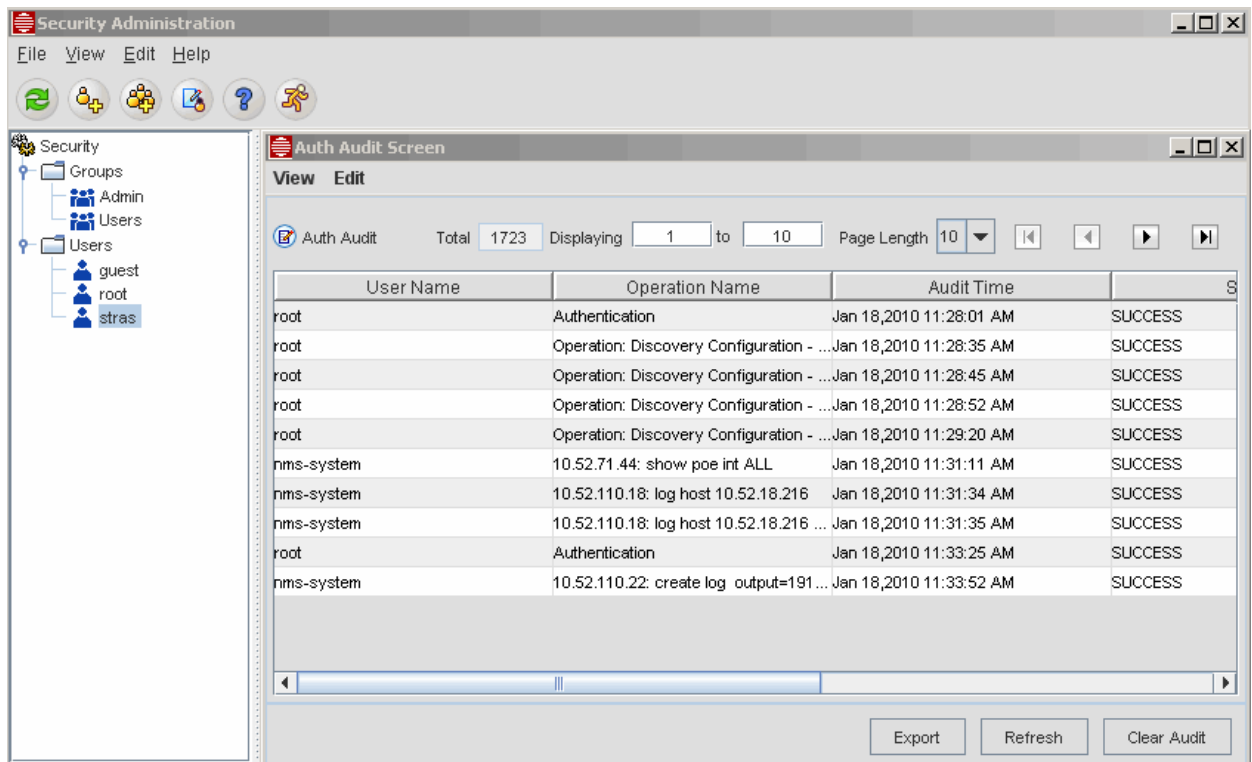 Security Administration
File View Edit Help
Security
Groups
Admin
Users
Users
guest
root
stras
Auth Audit Screen
View Edit
Auth Audit Total 1723 Displaying 1 to 10 Page Length 10
User Name Operation Name Audit Time S
root Authentication Jan 18,2010 11:28:01 AM SUCCESS
root Operation: Discovery Configuration - ... Jan 18,2010 11:28:35 AM SUCCESS
root Operation: Discovery Configuration - ... Jan 18,2010 11:28:45 AM SUCCESS
root Operation: Discovery Configuration - ... Jan 18,2010 11:28:52 AM SUCCESS
root Operation: Discovery Configuration - ... Jan 18,2010 11:29:20 AM SUCCESS
nms-system 10.52.71.44: show poe int ALL Jan 18,2010 11:31:11 AM SUCCESS
nms-system 10.52.110.18: log host 10.52.18.216 Jan 18,2010 11:31:34 AM SUCCESS
nms-system 10.52.110.18: log host 10.52.18.216 ... Jan 18,2010 11:31:35 AM SUCCESS
root Authentication Jan 18,2010 11:33:25 AM SUCCESS
nms-system 10.52.110.22: create log output=191... Jan 18,2010 11:33:52 AM SUCCESS
Export Refresh Clear Audit